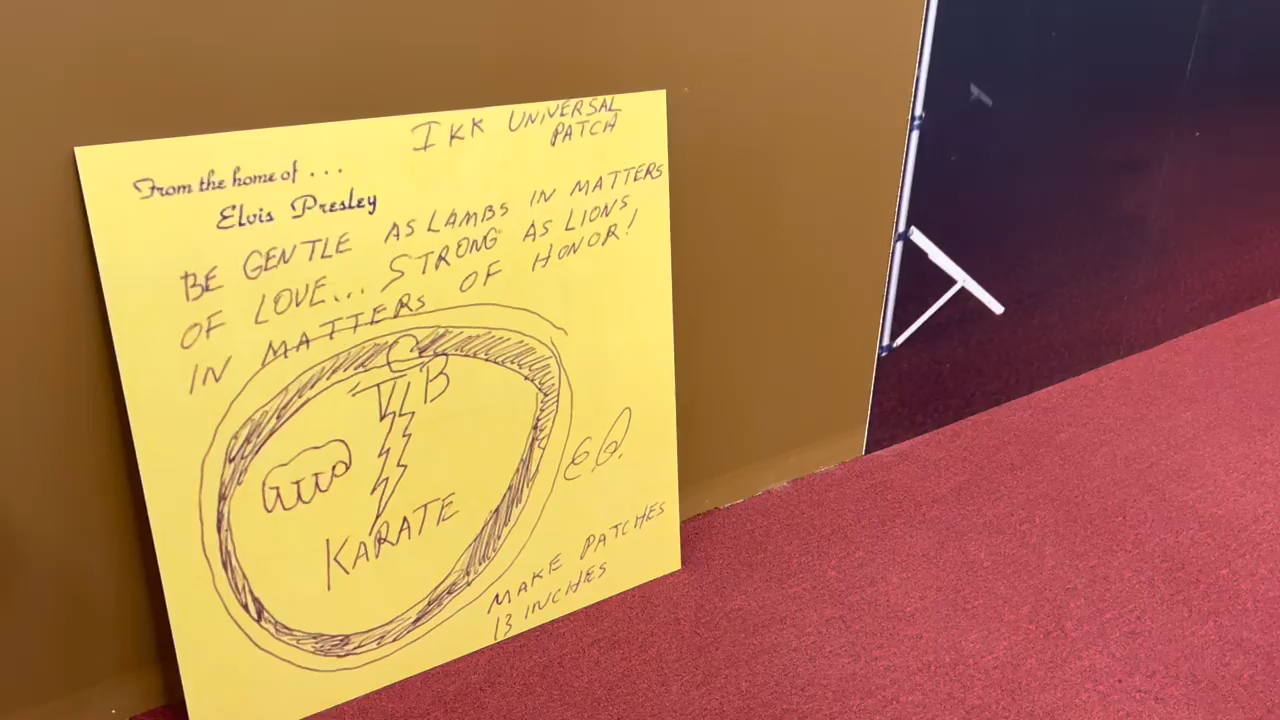 IKK UNIVERSAL
PATCH
From the home of . . .
Elvis Presley
BE GENTLE AS LAMBS IN MATTERS
OF LOVE... STRONG AS LIONS
IN MATTERS OF HONOR!
TCB
KARATE
E.P.
MAKE PATCHES
13 INCHES